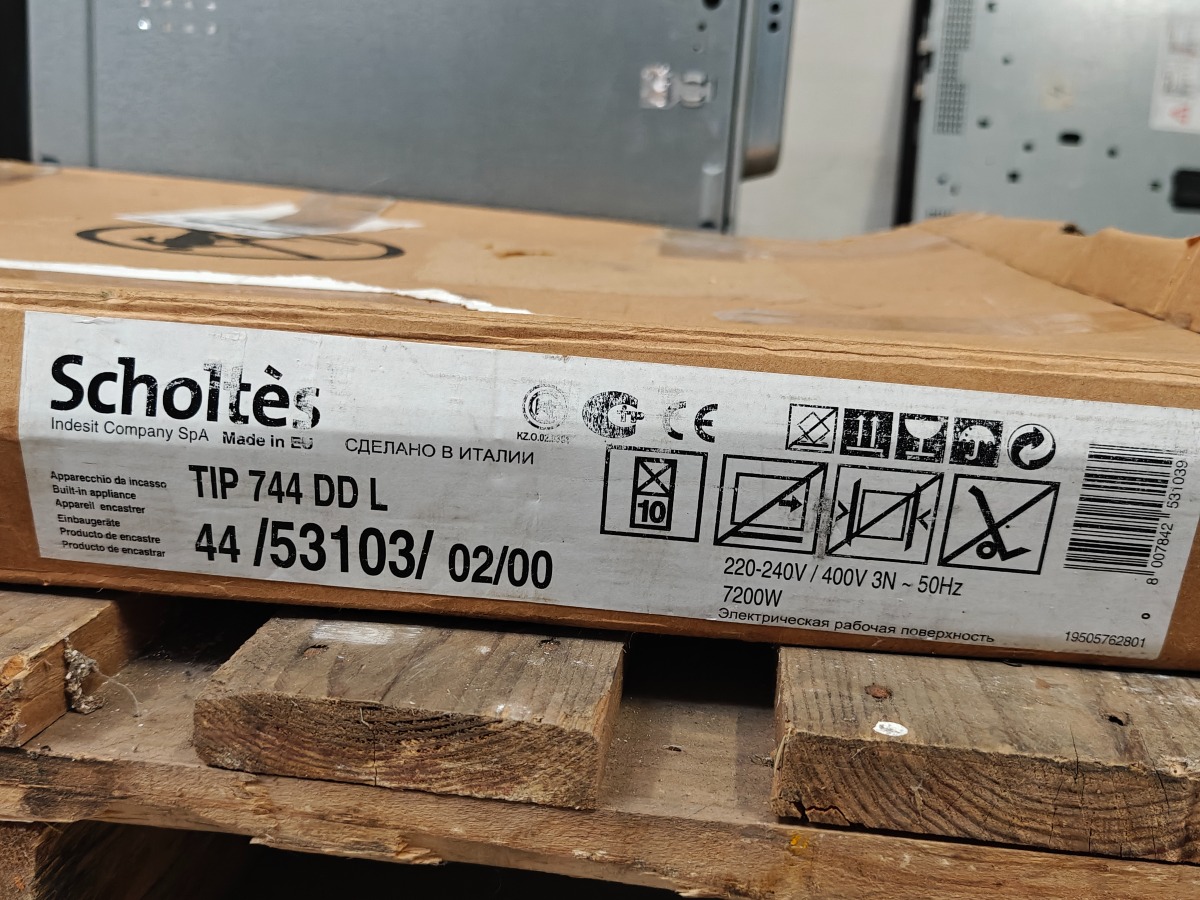 Scholtès
Indesit Company SpA Made in EU
СДЕЛАНО В ИТАЛИИ
Apparecchio da incasso
Built-in appliance
Appareil encastrer
Einbaugeräte
Producto de encastre
Producto de encastrar
TIP 744 DD L
44 /53103/ 02/00
10
220-240V / 400V 3N ~ 50Hz
7200W
Электрическая рабочая поверхность
8 007842 531039
0
19505762801